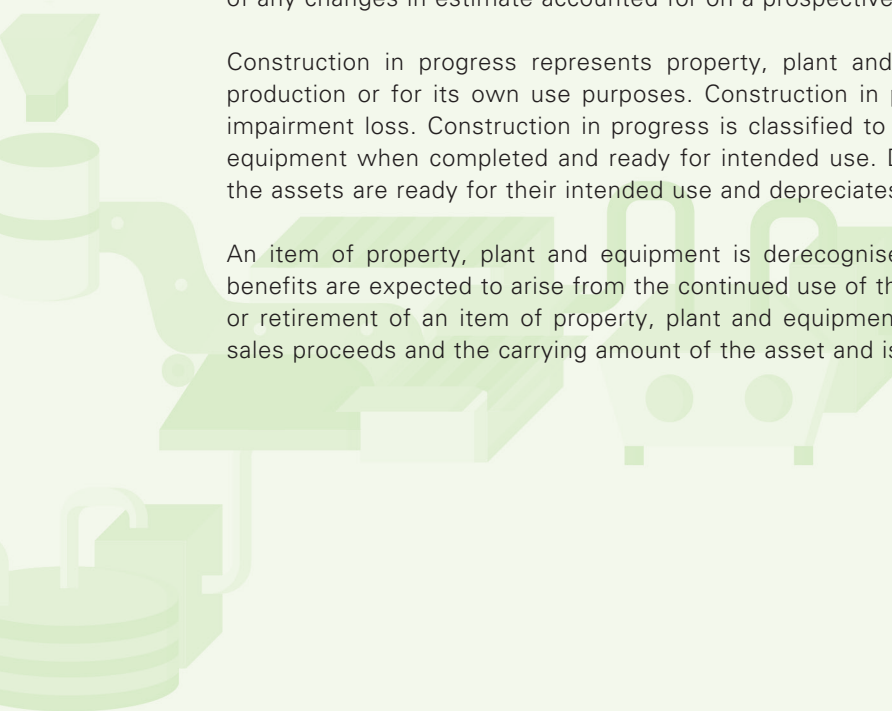 of any changes in estimate accounted for on a prospective
Construction in progress represents property, plant and
production or for its own use purposes. Construction in
impairment loss. Construction in progress is classified to
equipment when completed and ready for intended use.
the assets are ready for their intended use and depreciates
An item of property, plant and equipment is
benefits are expected to arise from the continued use of
or retirement of an item of property, plant and
sales proceeds and the carrying amount of the asset and